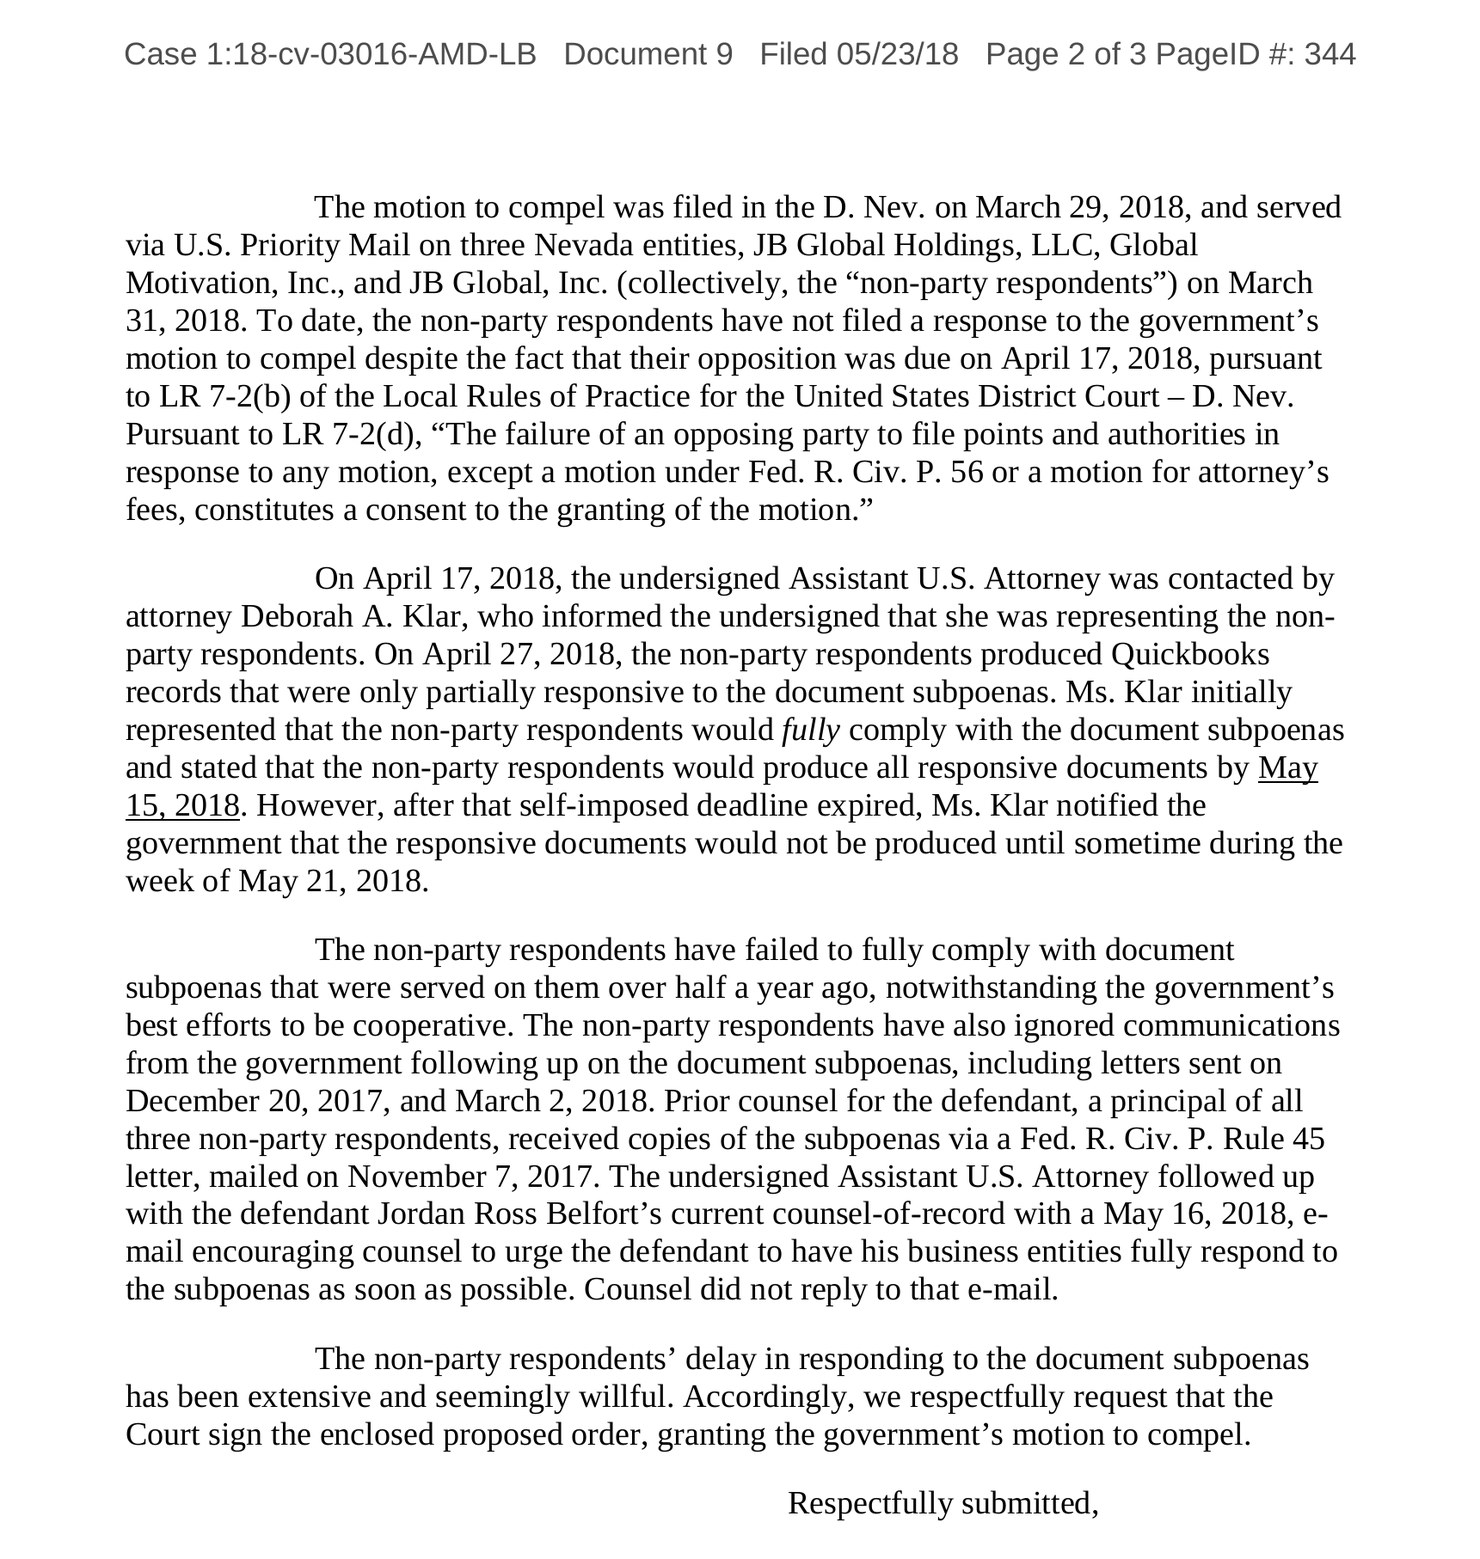 Case 1:18-cv-03016-AMD-LB Document 9 Filed 05/23/18 Page 2 of 3 PageID #: 344
The motion to compel was filed in the D. Nev. on March 29, 2018, and served
via U.S. Priority Mail on three Nevada entities, JB Global Holdings, LLC, Global
Motivation, Inc., and JB Global, Inc. (collectively, the “non-party respondents”) on March
31, 2018. To date, the non-party respondents have not filed a response to the government’s
motion to compel despite the fact that their opposition was due on April 17, 2018, pursuant
to LR 7-2(b) of the Local Rules of Practice for the United States District Court – D. Nev.
Pursuant to LR 7-2(d), “The failure of an opposing party to file points and authorities in
response to any motion, except a motion under Fed. R. Civ. P. 56 or a motion for attorney’s
fees, constitutes a consent to the granting of the motion.”
On April 17, 2018, the undersigned Assistant U.S. Attorney was contacted by
attorney Deborah A. Klar, who informed the undersigned that she was representing the non-
party respondents. On April 27, 2018, the non-party respondents produced Quickbooks
records that were only partially responsive to the document subpoenas. Ms. Klar initially
represented that the non-party respondents would fully comply with the document subpoenas
and stated that the non-party respondents would produce all responsive documents by May
15, 2018. However, after that self-imposed deadline expired, Ms. Klar notified the
government that the responsive documents would not be produced until sometime during the
week of May 21, 2018.
The non-party respondents have failed to fully comply with document
subpoenas that were served on them over half a year ago, notwithstanding the government’s
best efforts to be cooperative. The non-party respondents have also ignored communications
from the government following up on the document subpoenas, including letters sent on
December 20, 2017, and March 2, 2018. Prior counsel for the defendant, a principal of all
three non-party respondents, received copies of the subpoenas via a Fed. R. Civ. P. Rule 45
letter, mailed on November 7, 2017. The undersigned Assistant U.S. Attorney followed up
with the defendant Jordan Ross Belfort’s current counsel-of-record with a May 16, 2018, e-
mail encouraging counsel to urge the defendant to have his business entities fully respond to
the subpoenas as soon as possible. Counsel did not reply to that e-mail.
The non-party respondents’ delay in responding to the document subpoenas
has been extensive and seemingly willful. Accordingly, we respectfully request that the
Court sign the enclosed proposed order, granting the government’s motion to compel.
Respectfully submitted,